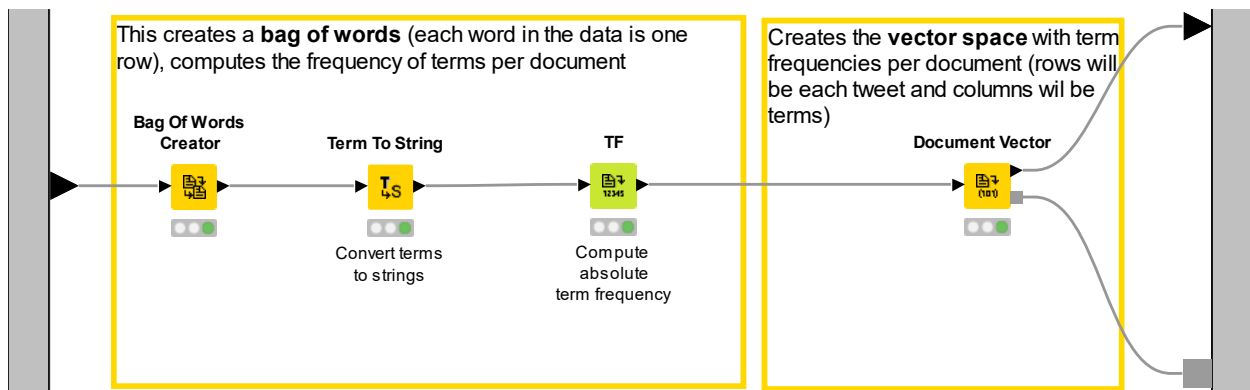 This creates a bag of words (each word in the data is one
row), computes the frequency of terms per document
Creates the vector space with term
frequencies per document (rows will
be each tweet and columns wil be
terms)
Bag Of Words
Creator
Term To String
TF
Document Vector
T
S
12345
(101)
Convert terms
to strings
Compute
absolute
term frequency